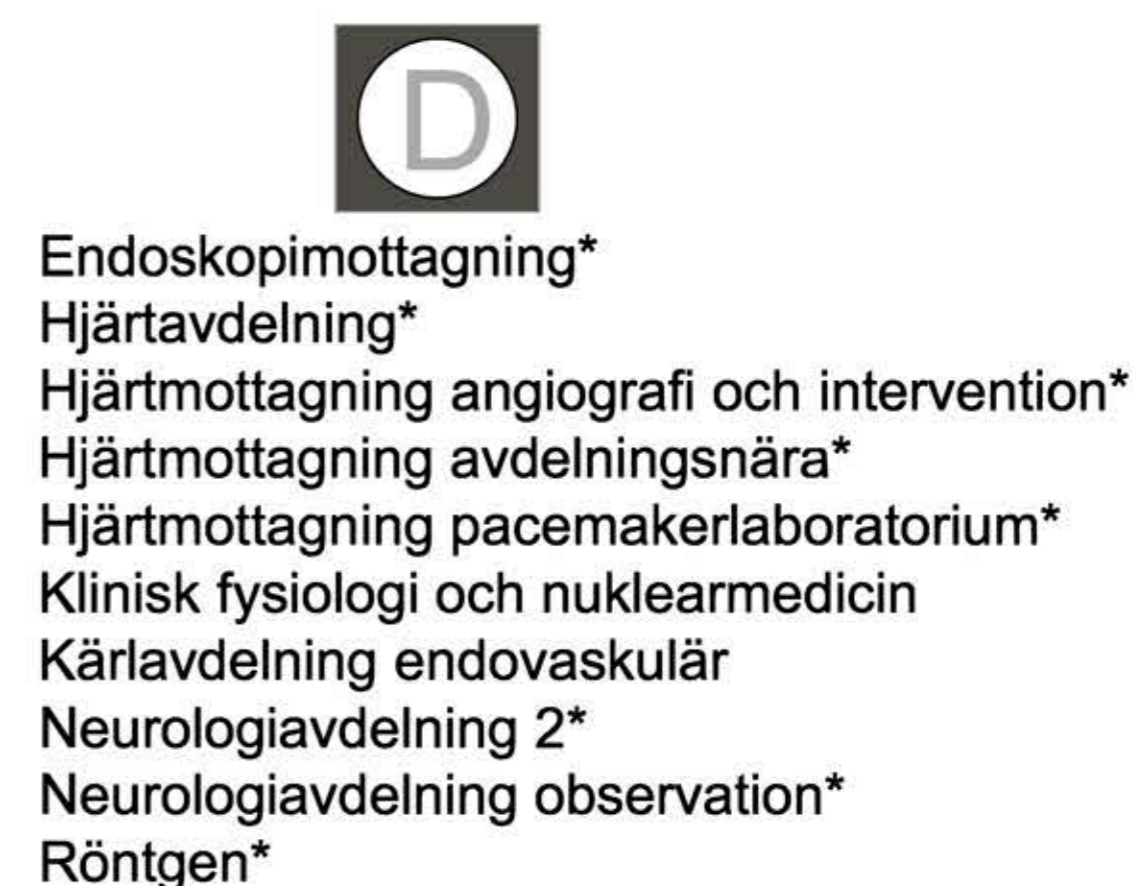 D
Endoskopimottagning*
Hjärtavdelning*
Hjärtmottagning angiografi och intervention*
Hjärtmottagning avdelningsnära*
Hjärtmottagning pacemakerlaboratorium*
Klinisk fysiologi och nuklearmedicin
Kärlavdelning endovaskulär
Neurologiavdelning 2*
Neurologiavdelning observation*
Röntgen*